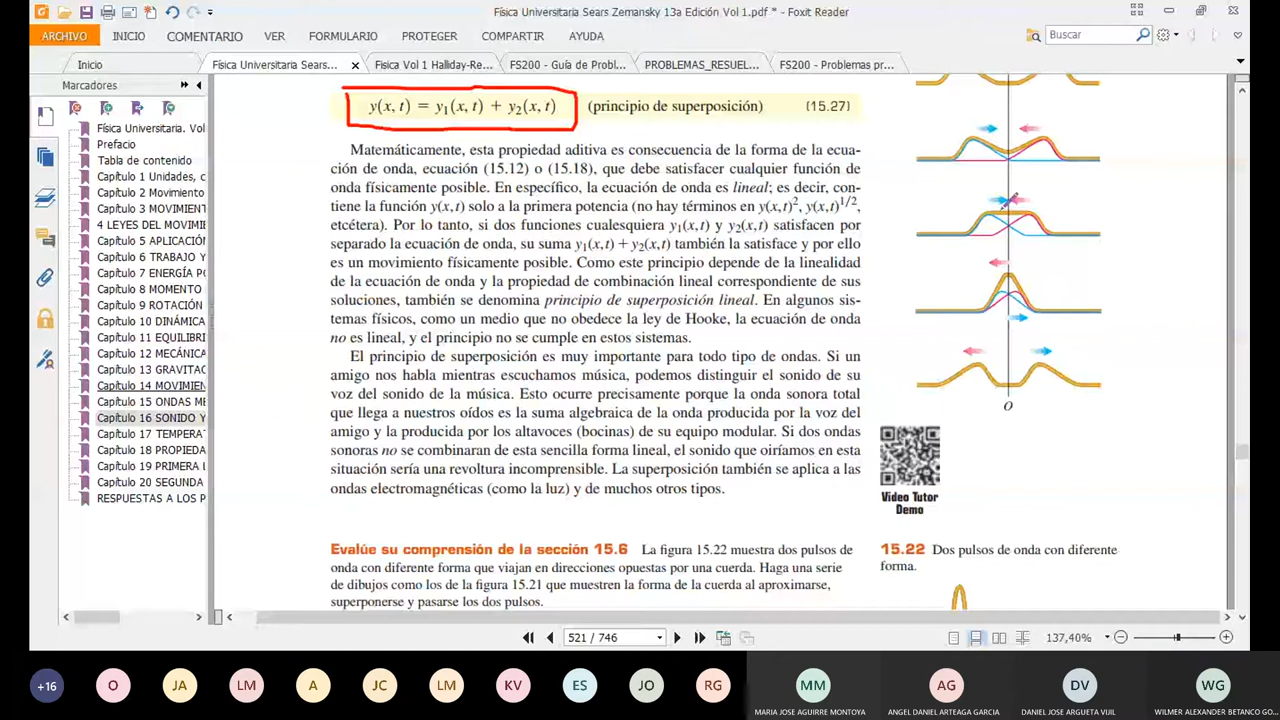 Física Universitaria Sears Zemansky 13a Edición Vol 1.pdf * - Foxit Reader
ARCHIVO INICIO COMENTARIO VER FORMULARIO PROTEGER COMPARTIR AYUDA Buscar
Inicio Física Universitaria Sears... Fisica Vol 1 Halliday-Re... FS200 - Guía de Probl... PROBLEMAS_RESUEL... FS200 - Problemas pr...
Marcadores
Física Universitaria. Vol
Prefacio
Tabla de contenido
Capítulo 1 Unidades, c
Capítulo 2 Movimiento
Capítulo 3 MOVIMIEN
4 LEYES DEL MOVIM
Capítulo 5 APLICACIÓ
Capítulo 6 TRABAJO Y
Capítulo 7 ENERGÍA PO
Capítulo 8 MOMENTO
Capítulo 9 ROTACIÓN
Capítulo 10 DINÁMICA
Capítulo 11 EQUILIBRI
Capítulo 12 MECÁNICA
Capítulo 13 GRAVITAC
Capítulo 14 MOVIMIEN
Capítulo 15 ONDAS ME
Capítulo 16 SONIDO Y
Capítulo 17 TEMPERAT
Capítulo 18 PROPIEDA
Capítulo 19 PRIMERA L
Capítulo 20 SEGUNDA
RESPUESTAS A LOS P
y(x, t) = y₁(x, t) + y₂(x, t) (principio de superposición) (15.27)
Matemáticamente, esta propiedad aditiva es consecuencia de la forma de la ecua-
ción de onda, ecuación (15.12) o (15.18), que debe satisfacer cualquier función de
onda físicamente posible. En específico, la ecuación de onda es lineal; es decir, con-
tiene la función y(x,t) solo a la primera potencia (no hay términos en y(x,t)², y(x,t)^1/2,
etcétera). Por lo tanto, si dos funciones cualesquiera y₁(x,t) y y₂(x,t) satisfacen por
separado la ecuación de onda, su suma y₁(x,t) + y₂(x,t) también la satisface y por ello
es un movimiento físicamente posible. Como este principio depende de la linealidad
de la ecuación de onda y la propiedad de combinación lineal correspondiente de sus
soluciones, también se denomina principio de superposición lineal. En algunos sis-
temas físicos, como un medio que no obedece la ley de Hooke, la ecuación de onda
no es lineal, y el principio no se cumple en estos sistemas.
El principio de superposición es muy importante para todo tipo de ondas. Si un
amigo nos habla mientras escuchamos música, podemos distinguir el sonido de su
voz del sonido de la música. Esto ocurre precisamente porque la onda sonora total
que llega a nuestros oídos es la suma algebraica de la onda producida por la voz del
amigo y la producida por los altavoces (bocinas) de su equipo modular. Si dos ondas
sonoras no se combinaran de esta sencilla forma lineal, el sonido que oiríamos en esta
situación sería una revoltura incomprensible. La superposición también se aplica a las
ondas electromagnéticas (como la luz) y de muchos otros tipos.
Evalúe su comprensión de la sección 15.6 La figura 15.22 muestra dos pulsos de
onda con diferente forma que viajan en direcciones opuestas por una cuerda. Haga una serie
de dibujos como los de la figura 15.21 que muestren la forma de la cuerda al aproximarse,
superponerse y pasarse los dos pulsos.
O
Video Tutor
Demo
15.22 Dos pulsos de onda con diferente
forma.
521 / 746 137,40%
+16 O JA LM A JC LM KV ES JO RG MM AG DV WG
MARIA JOSE AGUIRRE MONTOYA ANGEL DANIEL ARTEAGA GARCIA DANIEL JOSE ARGUETA VIJIL WILMER ALEXANDER BETANCO GO...